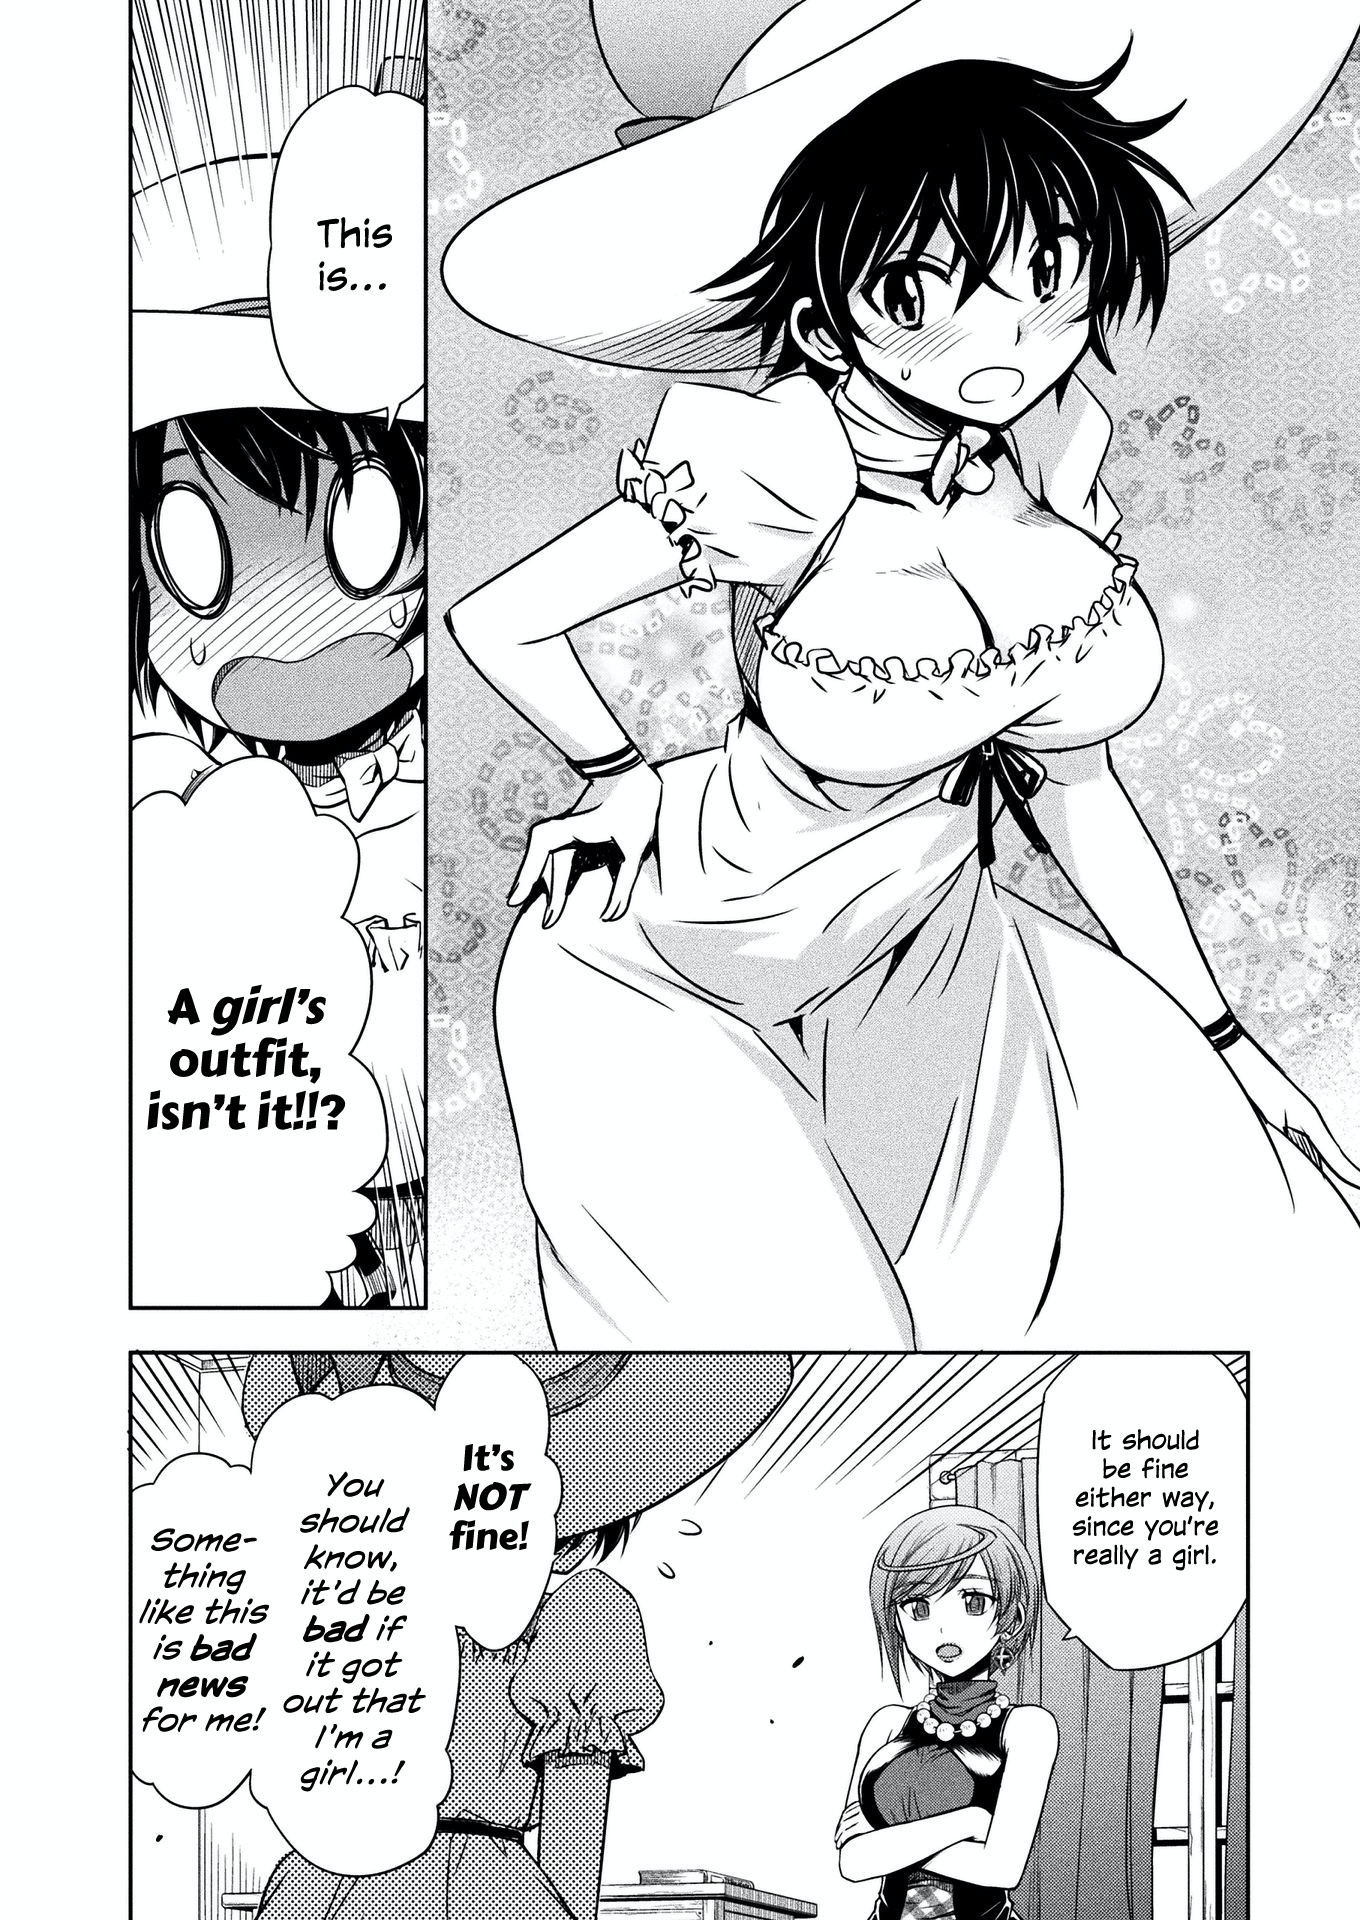 This
is...
A girl's
outfit,
isn't it!!?
It should
be fine
either way,
since you're
really a girl.
It's
NOT
fine!
You
should
know,
it'd be
bad if
it got
out that
I'm a
girl...!
Some-
thing
like this
is bad
news
for me!